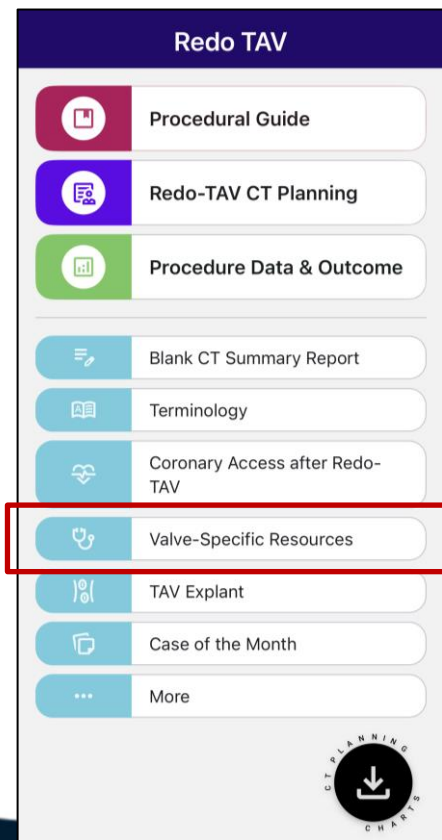 Redo TAV
Procedural Guide
Redo-TAV CT Planning
Procedure Data & Outcome
Blank CT Summary Report
Terminology
Coronary Access after Redo-
TAV
Valve-Specific Resources
TAV Explant
Case of the Month
More
CT PLANNING
CHARTS